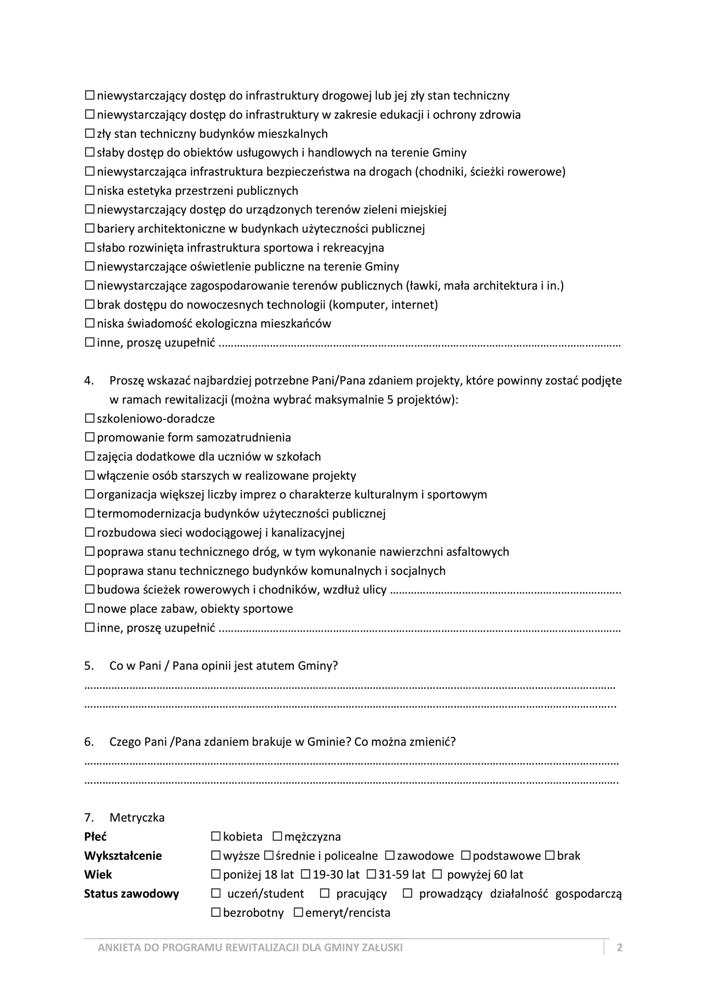 ☐ niewystarczający dostęp do infrastruktury drogowej lub jej zły stan techniczny
☐ niewystarczający dostęp do infrastruktury w zakresie edukacji i ochrony zdrowia
☐ zły stan techniczny budynków mieszkalnych
☐ słaby dostęp do obiektów usługowych i handlowych na terenie Gminy
☐ niewystarczająca infrastruktura bezpieczeństwa na drogach (chodniki, ścieżki rowerowe)
☐ niska estetyka przestrzeni publicznych
☐ niewystarczający dostęp do urządzonych terenów zieleni miejskiej
☐ bariery architektoniczne w budynkach użyteczności publicznej
☐ słabo rozwinięta infrastruktura sportowa i rekreacyjna
☐ niewystarczające oświetlenie publiczne na terenie Gminy
☐ niewystarczające zagospodarowanie terenów publicznych (ławki, mała architektura i in.)
☐ brak dostępu do nowoczesnych technologii (komputer, internet)
☐ niska świadomość ekologiczna mieszkańców
☐ inne, proszę uzupełnić ……………………………………………………………………………………………………………………
4. Proszę wskazać najbardziej potrzebne Pani/Pana zdaniem projekty, które powinny zostać podjęte
w ramach rewitalizacji (można wybrać maksymalnie 5 projektów):
☐ szkoleniowo-doradcze
☐ promowanie form samozatrudnienia
☐ zajęcia dodatkowe dla uczniów w szkołach
☐ włączenie osób starszych w realizowane projekty
☐ organizacja większej liczby imprez o charakterze kulturalnym i sportowym
☐ termomodernizacja budynków użyteczności publicznej
☐ rozbudowa sieci wodociągowej i kanalizacyjnej
☐ poprawa stanu technicznego dróg, w tym wykonanie nawierzchni asfaltowych
☐ poprawa stanu technicznego budynków komunalnych i socjalnych
☐ budowa ścieżek rowerowych i chodników, wzdłuż ulicy …………………………………………………………………..
☐ nowe place zabaw, obiekty sportowe
☐ inne, proszę uzupełnić ……………………………………………………………………………………………………………………
5. Co w Pani / Pana opinii jest atutem Gminy?
……………………………………………………………………………………………………………………………………………………………
……………………………………………………………………………………………………………………………………………………………
6. Czego Pani /Pana zdaniem brakuje w Gminie? Co można zmienić?
……………………………………………………………………………………………………………………………………………………………
……………………………………………………………………………………………………………………………………………………………
7. Metryczka
Płeć ☐ kobieta ☐ mężczyzna
Wykształcenie ☐ wyższe ☐ średnie i policealne ☐ zawodowe ☐ podstawowe ☐ brak
Wiek ☐ poniżej 18 lat ☐ 19-30 lat ☐ 31-59 lat ☐ powyżej 60 lat
Status zawodowy ☐ uczeń/student ☐ pracujący ☐ prowadzący działalność gospodarczą
☐ bezrobotny ☐ emeryt/rencista
ANKIETA DO PROGRAMU REWITALIZACJI DLA GMINY ZAŁUSKI 2